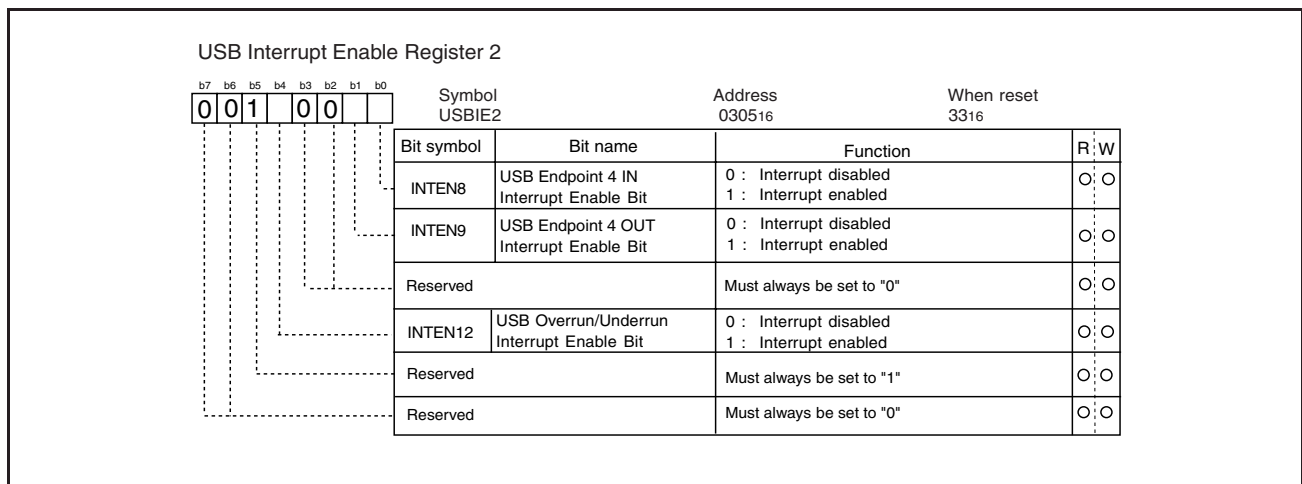 USB Interrupt Enable Register 2
b7 b6 b5 b4 b3 b2 b1 b0
0 0 1 0 0
Symbol Address When reset
USBIE2 030516 3316
Bit symbol Bit name Function R W
INTEN8 USB Endpoint 4 IN 0 : Interrupt disabled
Interrupt Enable Bit 1 : Interrupt enabled
INTEN9 USB Endpoint 4 OUT 0 : Interrupt disabled
Interrupt Enable Bit 1 : Interrupt enabled
Reserved Must always be set to "0"
INTEN12 USB Overrun/Underrun 0 : Interrupt disabled
Interrupt Enable Bit 1 : Interrupt enabled
Reserved Must always be set to "1"
Reserved Must always be set to "0"